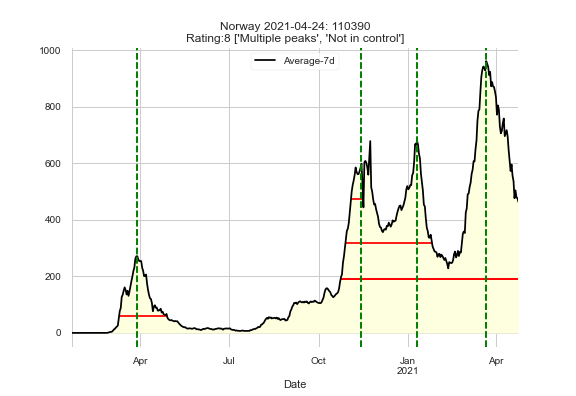 Norway 2021-04-24: 110390
Rating:8 ['Multiple peaks', 'Not in control']
Average-7d
1000
800
600
400
200
0
Apr
Jul
Oct
Jan
2021
Apr
Date